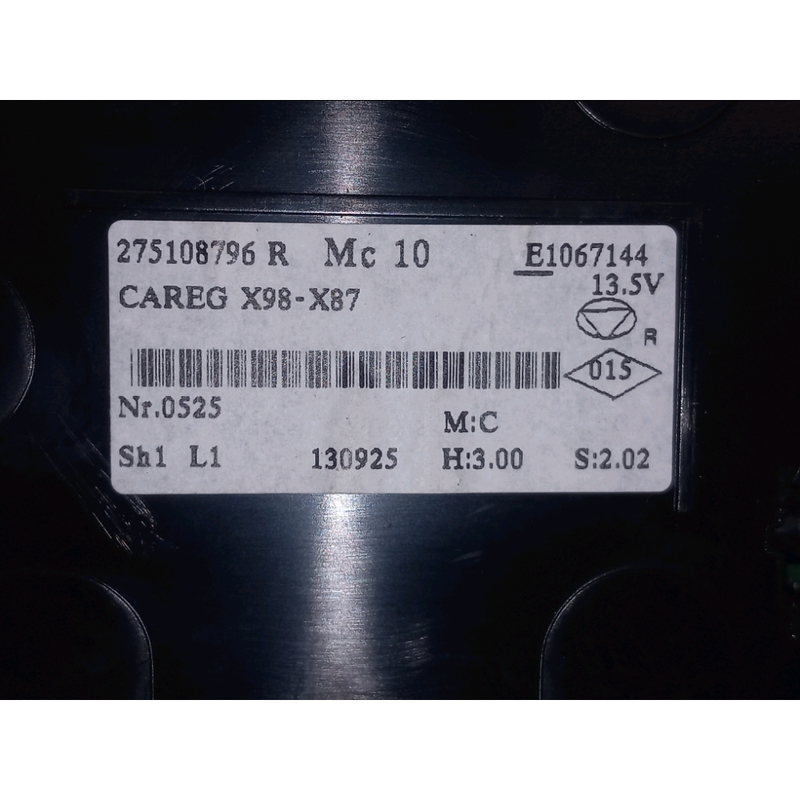 275108796 R Mc 10 E1067144
13.5V
CAREG X98-X87
R
015
Nr.0525
M:C
Sh1 L1 130925 H:3.00 S:2.02